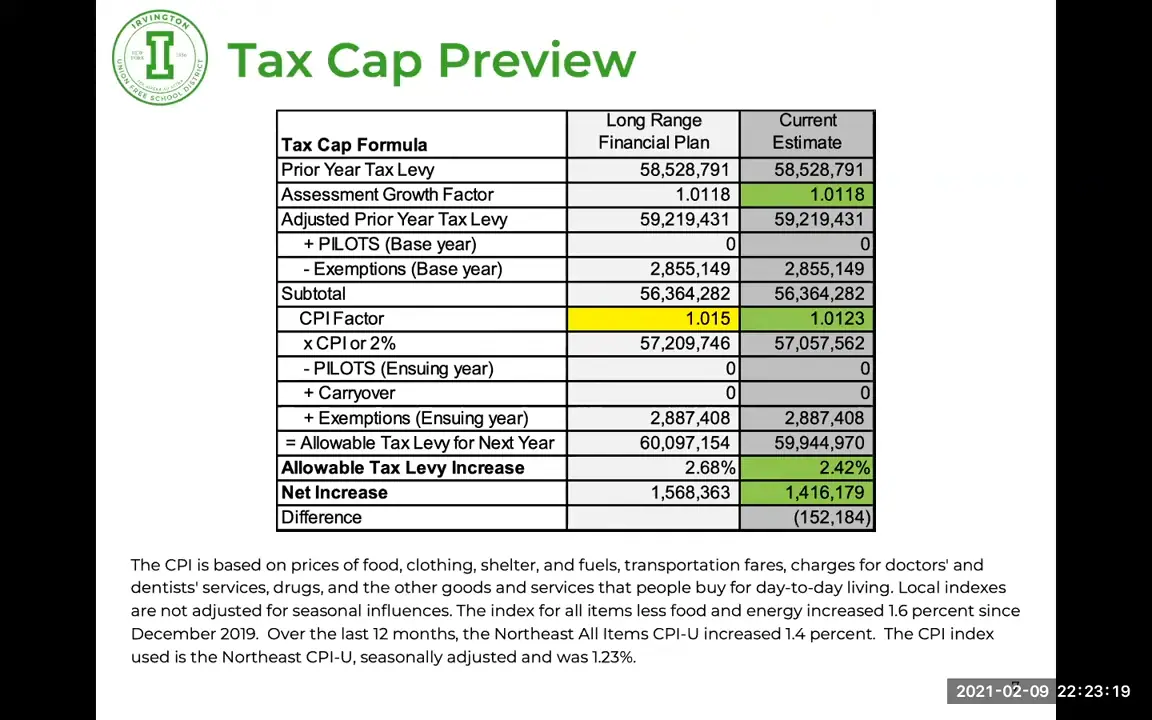 IRVINGTON
UNION FREE SCHOOL DISTRICT
I
Tax Cap Preview
Tax Cap Formula Long Range Financial Plan Current Estimate
Prior Year Tax Levy 58,528,791 58,528,791
Assessment Growth Factor 1.0118 1.0118
Adjusted Prior Year Tax Levy 59,219,431 59,219,431
+ PILOTS (Base year) 0 0
- Exemptions (Base year) 2,855,149 2,855,149
Subtotal 56,364,282 56,364,282
CPI Factor 1.015 1.0123
x CPI or 2% 57,209,746 57,057,562
- PILOTS (Ensuing year) 0 0
+ Carryover 0 0
+ Exemptions (Ensuing year) 2,887,408 2,887,408
= Allowable Tax Levy for Next Year 60,097,154 59,944,970
Allowable Tax Levy Increase 2.68% 2.42%
Net Increase 1,568,363 1,416,179
Difference (152,184)
The CPI is based on prices of food, clothing, shelter, and fuels, transportation fares, charges for doctors' and
dentists' services, drugs, and the other goods and services that people buy for day-to-day living. Local indexes
are not adjusted for seasonal influences. The index for all items less food and energy increased 1.6 percent since
December 2019. Over the last 12 months, the Northeast All Items CPI-U increased 1.4 percent. The CPI index
used is the Northeast CPI-U, seasonally adjusted and was 1.23%.
2021-02-09 22:23:19